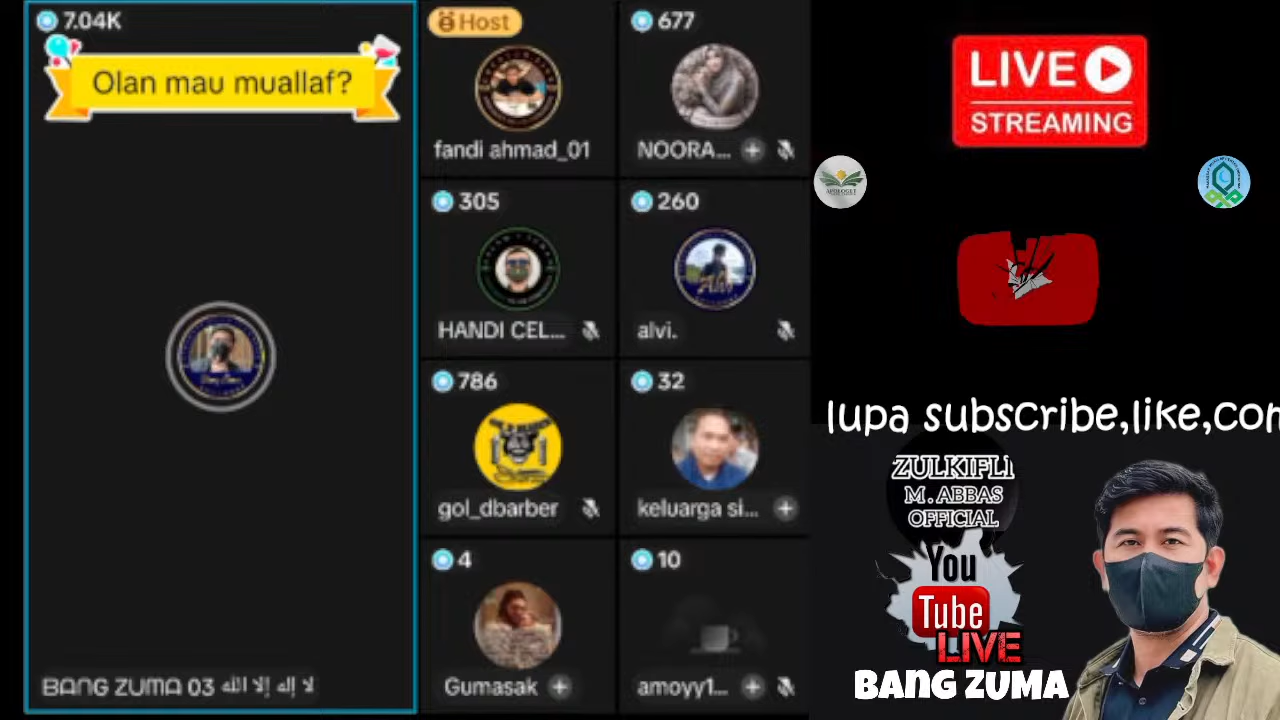 7.04K
Olan mau muallaf?
BANG ZUMA 03 لا إله إلا الله
Host
fandi ahmad_01
677
NOORA...
305
HANDI CEL...
260
alvi.
786
gol_dbarber
32
keluarga si...
4
Gumasak
10
amoyy1...
LIVE
STREAMING
lupa subscribe,like,con
ZULKIFLI
M.ABBAS
OFFICIAL
You
Tube
LIVE
BANG ZUMA